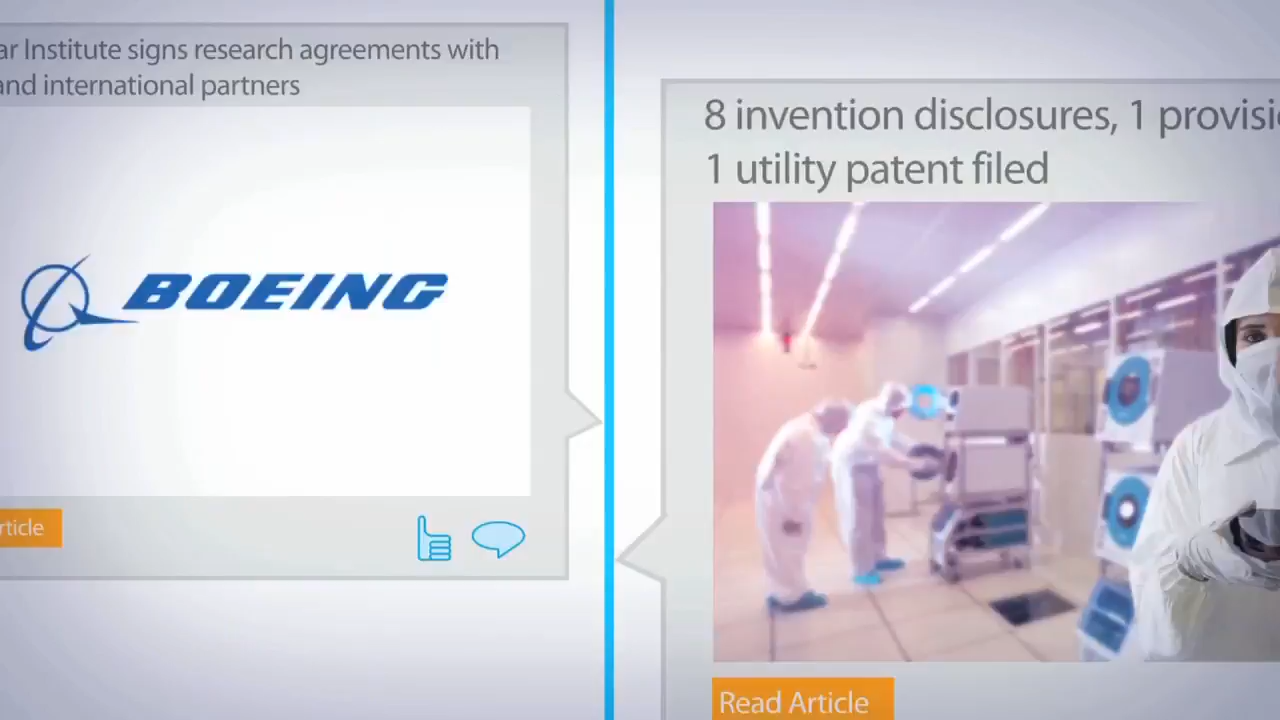 ar Institute signs research agreements with
and international partners
BOEING
rticle
8 invention disclosures, 1 provisi
1 utility patent filed
Read Article